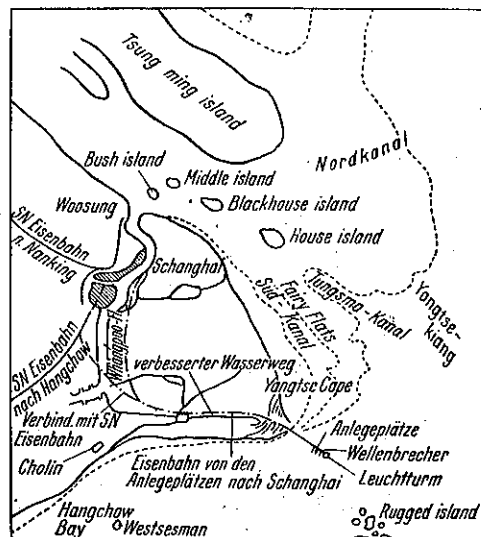 Tsung ming island
Nordkanal
Bush island
Middle island
Blackhouse island
House island
Woosung
SN Eisenbahn
n. Nanking
Schanghai
Süd-Kanal
Fairy Flats
Tungsma-Kanal
Yangtse-
kiang
SN Eisenbahn
nach Hangchow
Whangpoo-Fl.
verbesserter Wasserweg
Yangtse Cape
Verbind. mit SN
Eisenbahn
Anlegeplätze
Wellenbrecher
Leuchtturm
Cholin
Eisenbahn von den
Anlegeplätzen nach Schanghai
Hangchow
Bay
Westsesman
Rugged island